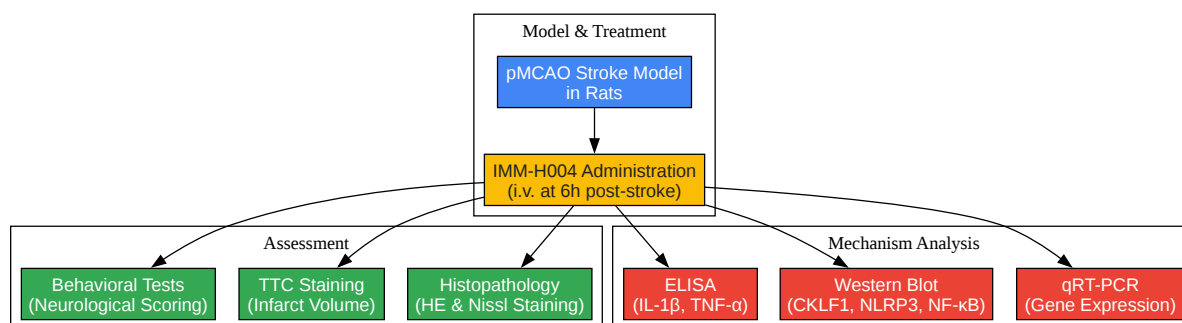 Model & Treatment
pMCAO Stroke Model
in Rats
IMM-H004 Administration
(i.v. at 6h post-stroke)
Assessment
Behavioral Tests
(Neurological Scoring)
TTC Staining
(Infarct Volume)
Histopathology
(HE & Nissl Staining)
Mechanism Analysis
ELISA
(IL-1β, TNF-α)
Western Blot
(CKLF1, NLRP3, NF-κB)
qRT-PCR
(Gene Expression)